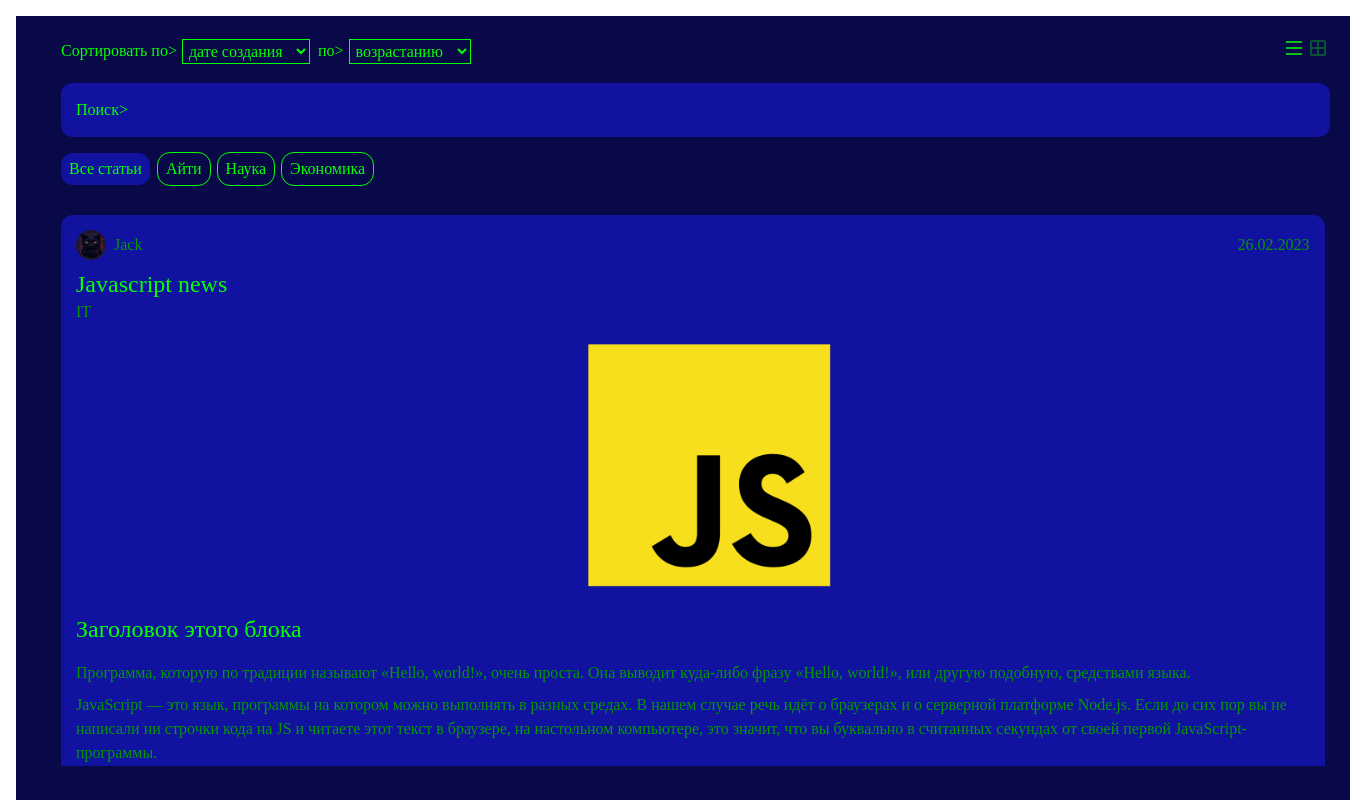 Сортировать по> дате создания по> возрастанию
Поиск>
Все статьи Айти Наука Экономика
Jack 26.02.2023
Javascript news
IT
JS
Заголовок этого блока
Программа, которую по традиции называют «Hello, world!», очень проста. Она выводит куда-либо фразу «Hello, world!», или другую подобную, средствами языка.
JavaScript — это язык, программы на котором можно выполнять в разных средах. В нашем случае речь идёт о браузерах и о серверной платформе Node.js. Если до сих пор вы не
написали ни строчки кода на JS и читаете этот текст в браузере, на настольном компьютере, это значит, что вы буквально в считанных секундах от своей первой JavaScript-
программы.